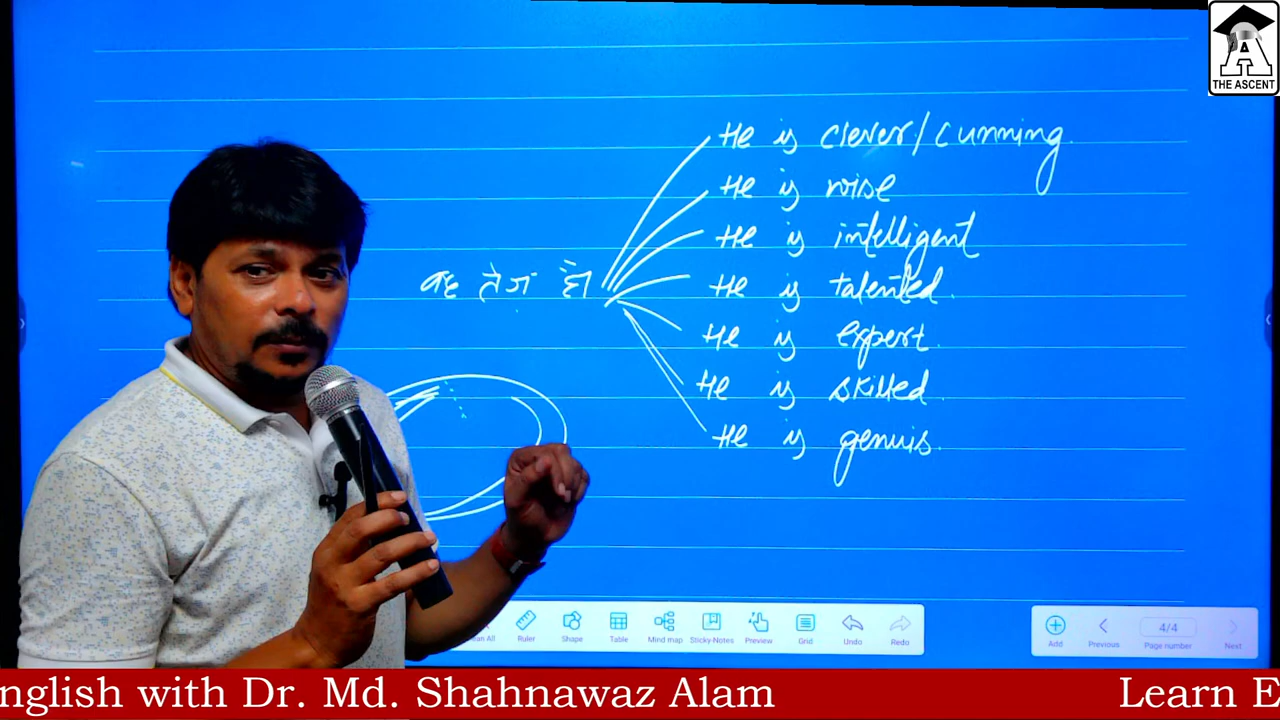 THE ASCENT
He is clever/cunning.
He is wise
He is intelligent
वह तेज है।
He is talented.
He is expert.
He is skilled.
He is genuis.
Ruler Shape Table Mind map Sticky-Notes Preview Grid Undo Redo
Add Previous 4/4 Page number Next
nglish with Dr. Md. Shahnawaz Alam Learn E